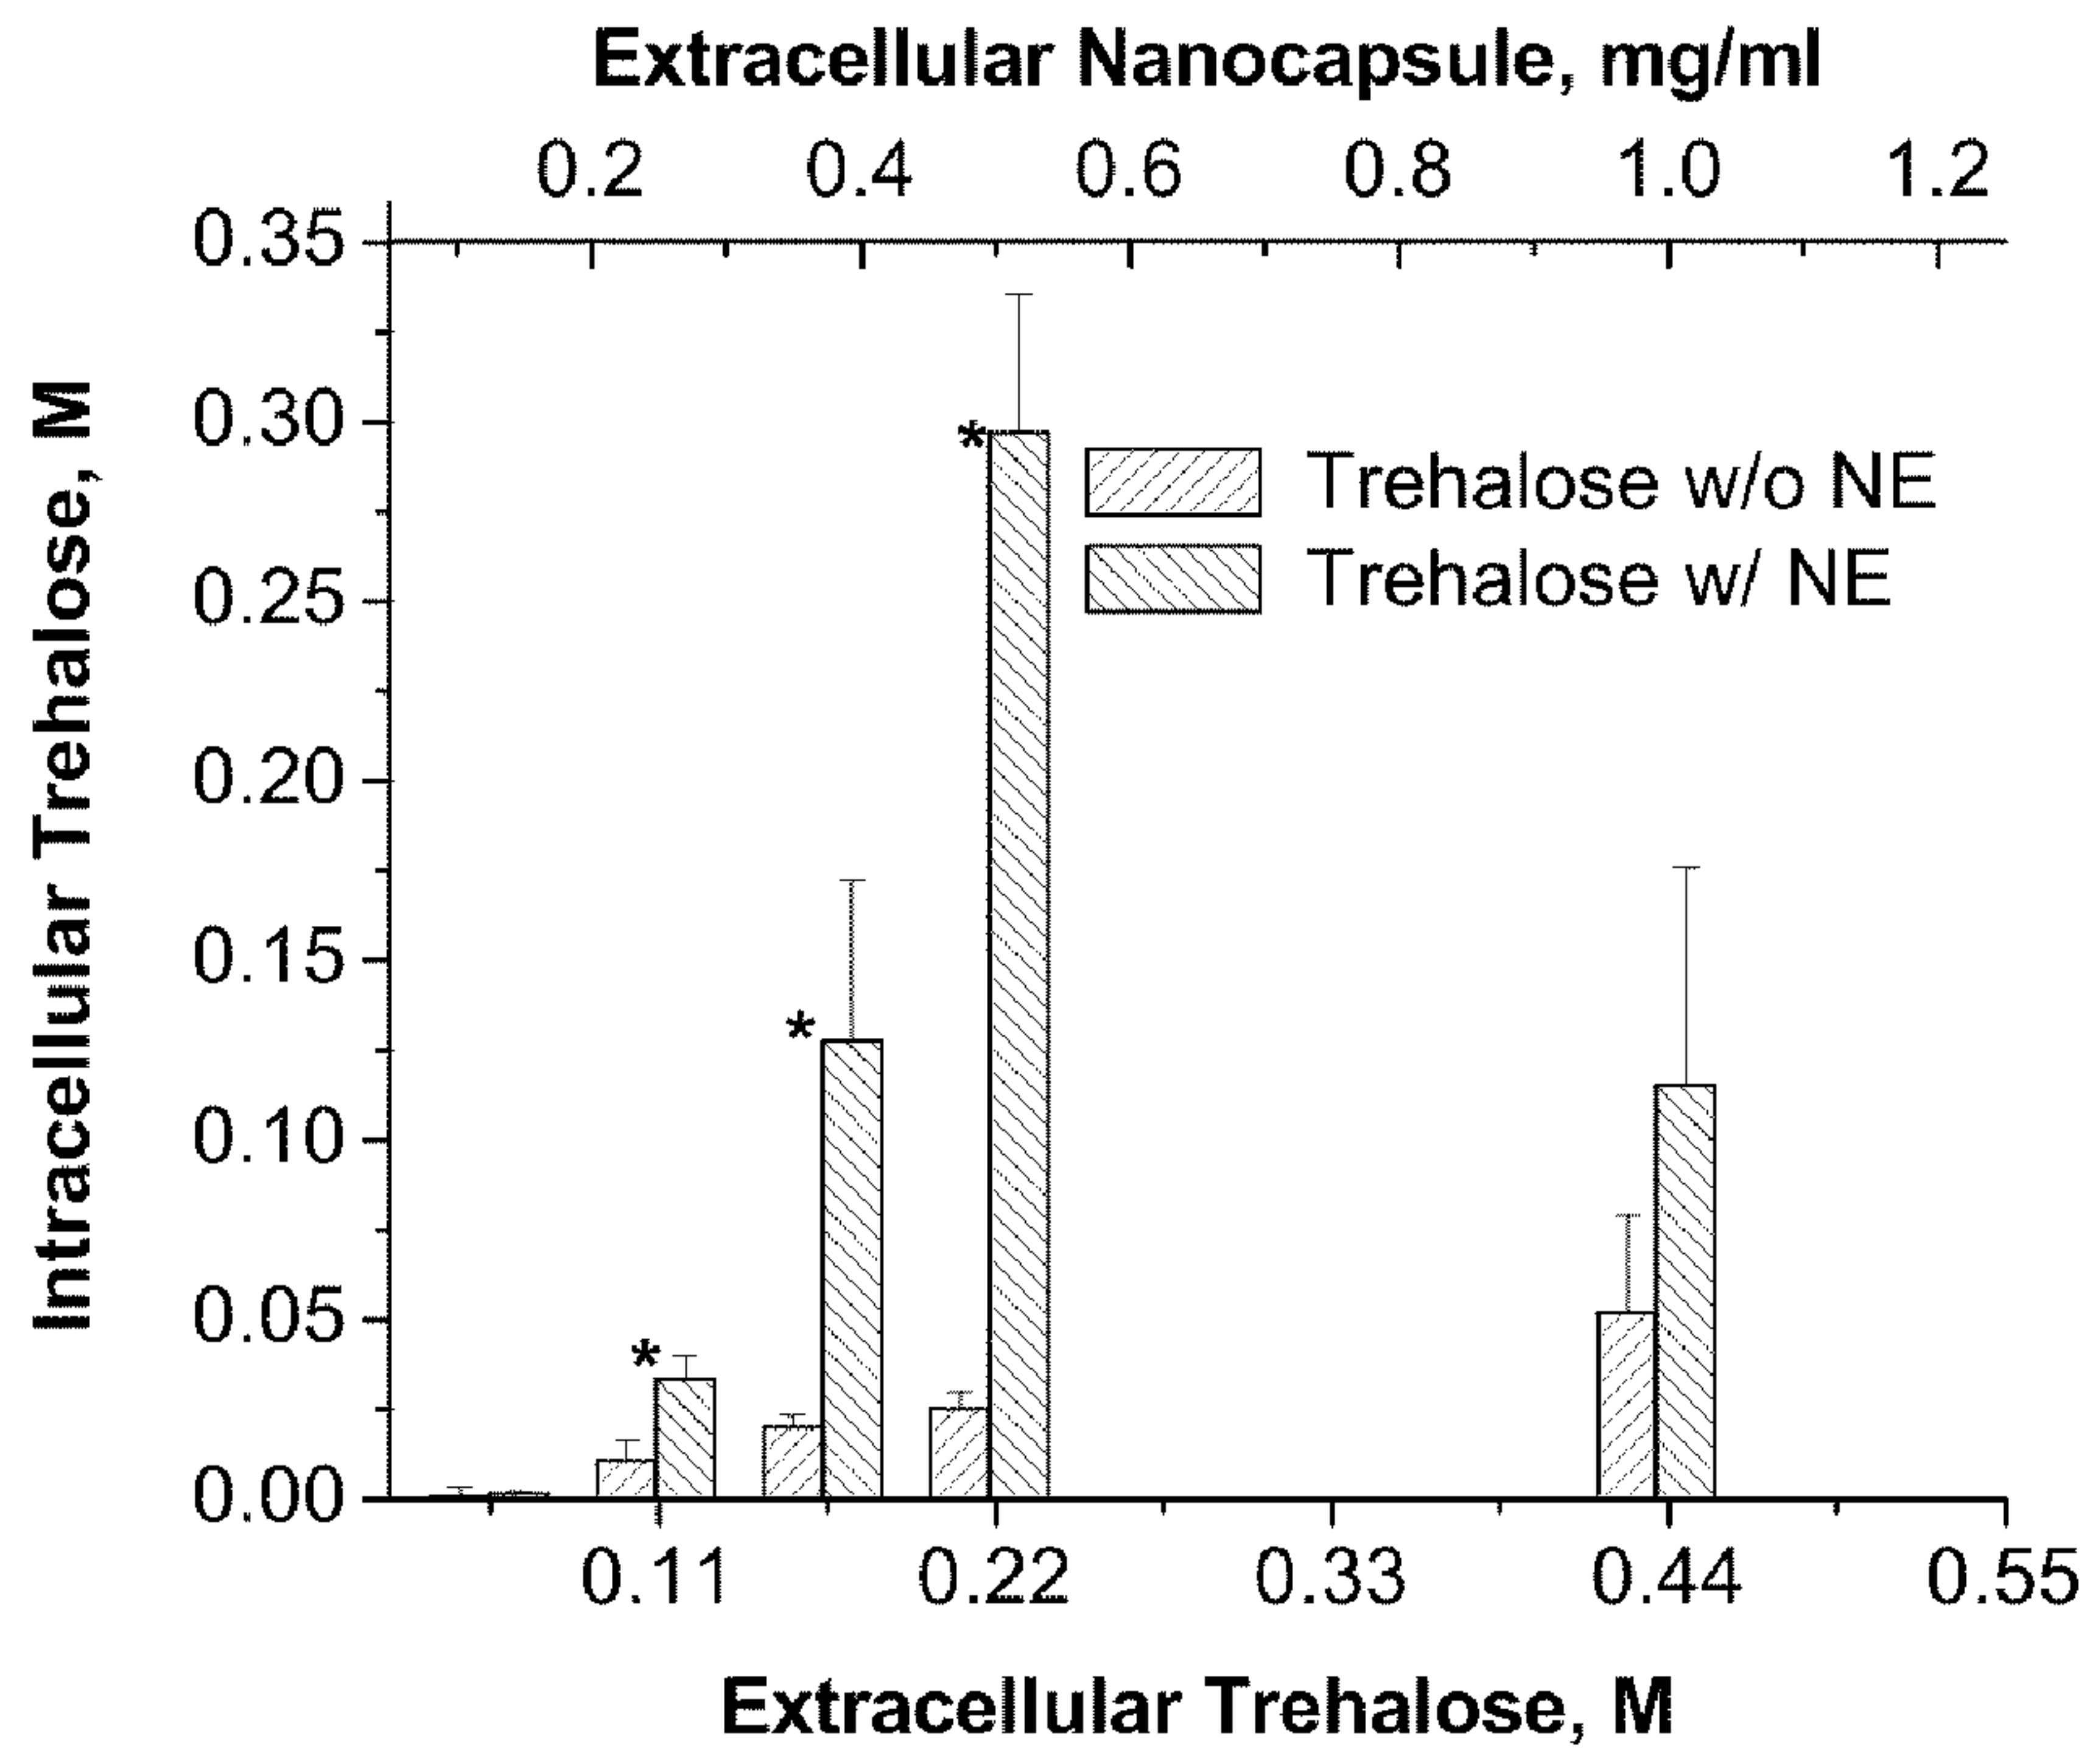 Extracellular Nanocapsule, mg/ml
0.2 0.4 0.6 0.8 1.0 1.2
Intracellular Trehalose, M
0.35
0.30
0.25
0.20
0.15
0.10
0.05
0.00
*
*
*
Trehalose w/o NE
Trehalose w/ NE
0.11 0.22 0.33 0.44 0.55
Extracellular Trehalose, M